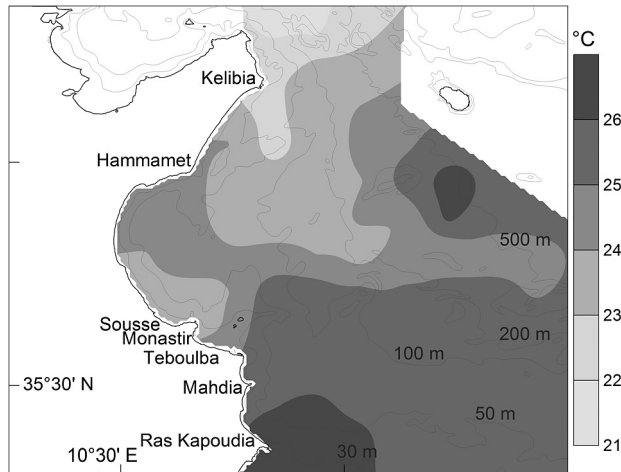 °C
Kelibia
26
Hammamet
25
500 m
24
23
Sousse
Monastir
200 m
Teboulba
100 m
22
35°30' N
Mahdia
50 m
Ras Kapoudia
21
10°30' E
30 m